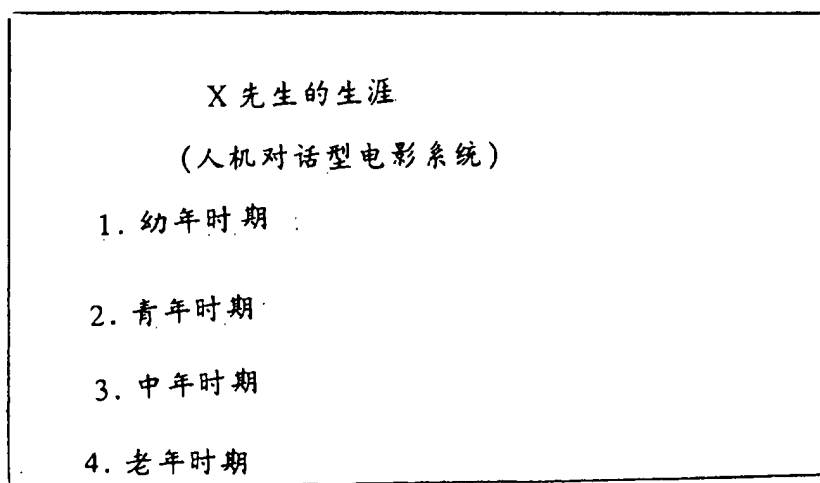 X 先生的生涯
(人机对话型电影系统)
1. 幼年时期
2. 青年时期
3. 中年时期
4. 老年时期